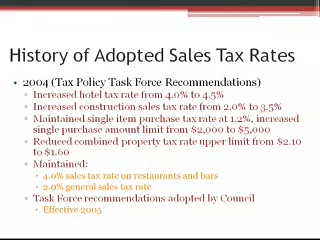 History of Adopted Sales Tax Rates
• 2004 (Tax Policy Task Force Recommendations)
▫ Increased hotel tax rate from 4.0% to 4.5%
▫ Increased construction sales tax rate from 2.0% to 3.5%
▫ Maintained single item purchase tax rate at 1.2%, increased
single purchase amount limit from $2,000 to $5,000
▫ Reduced combined property tax rate upper limit from $2.10
to $1.60
▫ Maintained:
• 4.0% sales tax rate on restaurants and bars
• 2.0% general sales tax rate
▫ Task Force recommendations adopted by Council
• Effective 2005